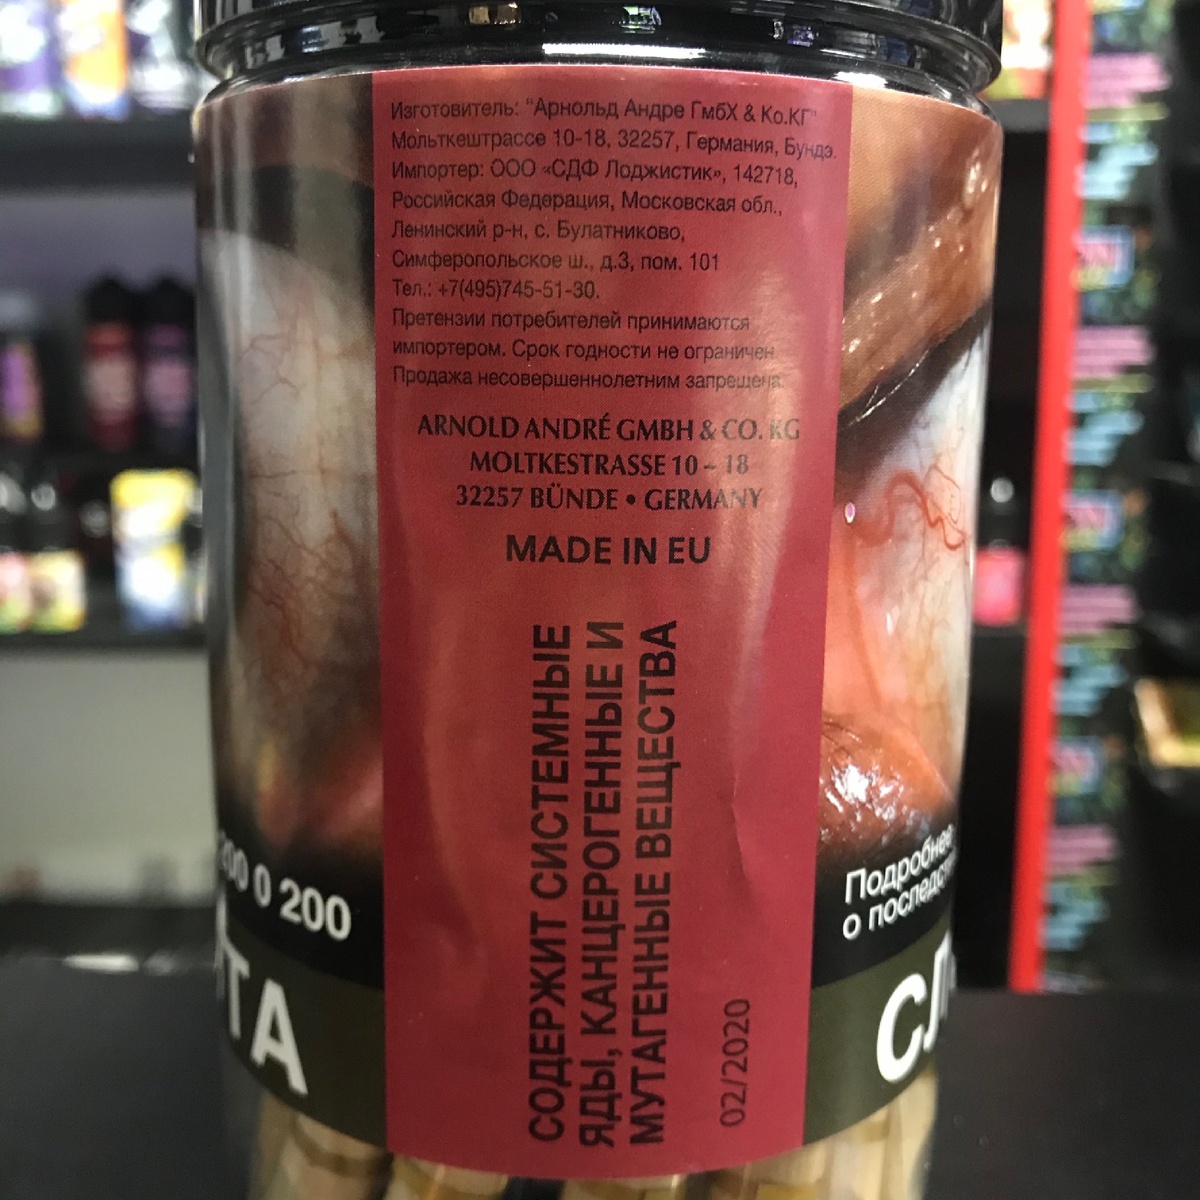 Изготовитель: "Арнольд Андре ГмбХ & Ко.КГ"
Мольткештрассе 10-18, 32257, Германия, Бундэ.
Импортер: ООО «СДФ Лоджистик», 142718,
Российская Федерация, Московская обл.,
Ленинский р-н, с. Булатниково,
Симферопольское ш., д.3, пом. 101
Тел.: +7(495)745-51-30.
Претензии потребителей принимаются
импортером. Срок годности не ограничен.
Продажа несовершеннолетним запрещена.
ARNOLD ANDRÉ GMBH & CO. KG
MOLTKESTRASSE 10 – 18
32257 BÜNDE • GERMANY
MADE IN EU
СОДЕРЖИТ СИСТЕМНЫЕ
ЯДЫ, КАНЦЕРОГЕННЫЕ И
МУТАГЕННЫЕ ВЕЩЕСТВА
02/2020
200 0 200
Подробнее
о